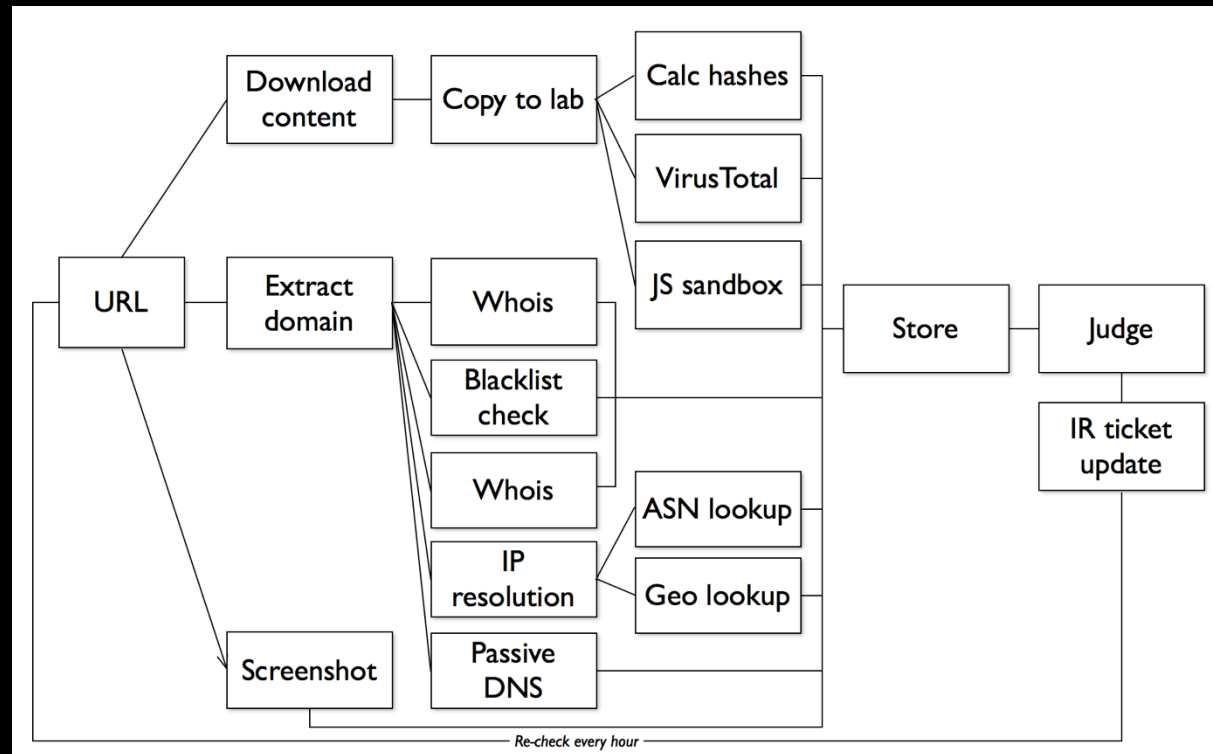 Download
content
Copy to lab
Calc hashes
VirusTotal
JS sandbox
URL
Extract
domain
Whois
Blacklist
check
Whois
IP
resolution
Passive
DNS
ASN lookup
Geo lookup
Screenshot
Store
Judge
IR ticket
update
Re-check every hour